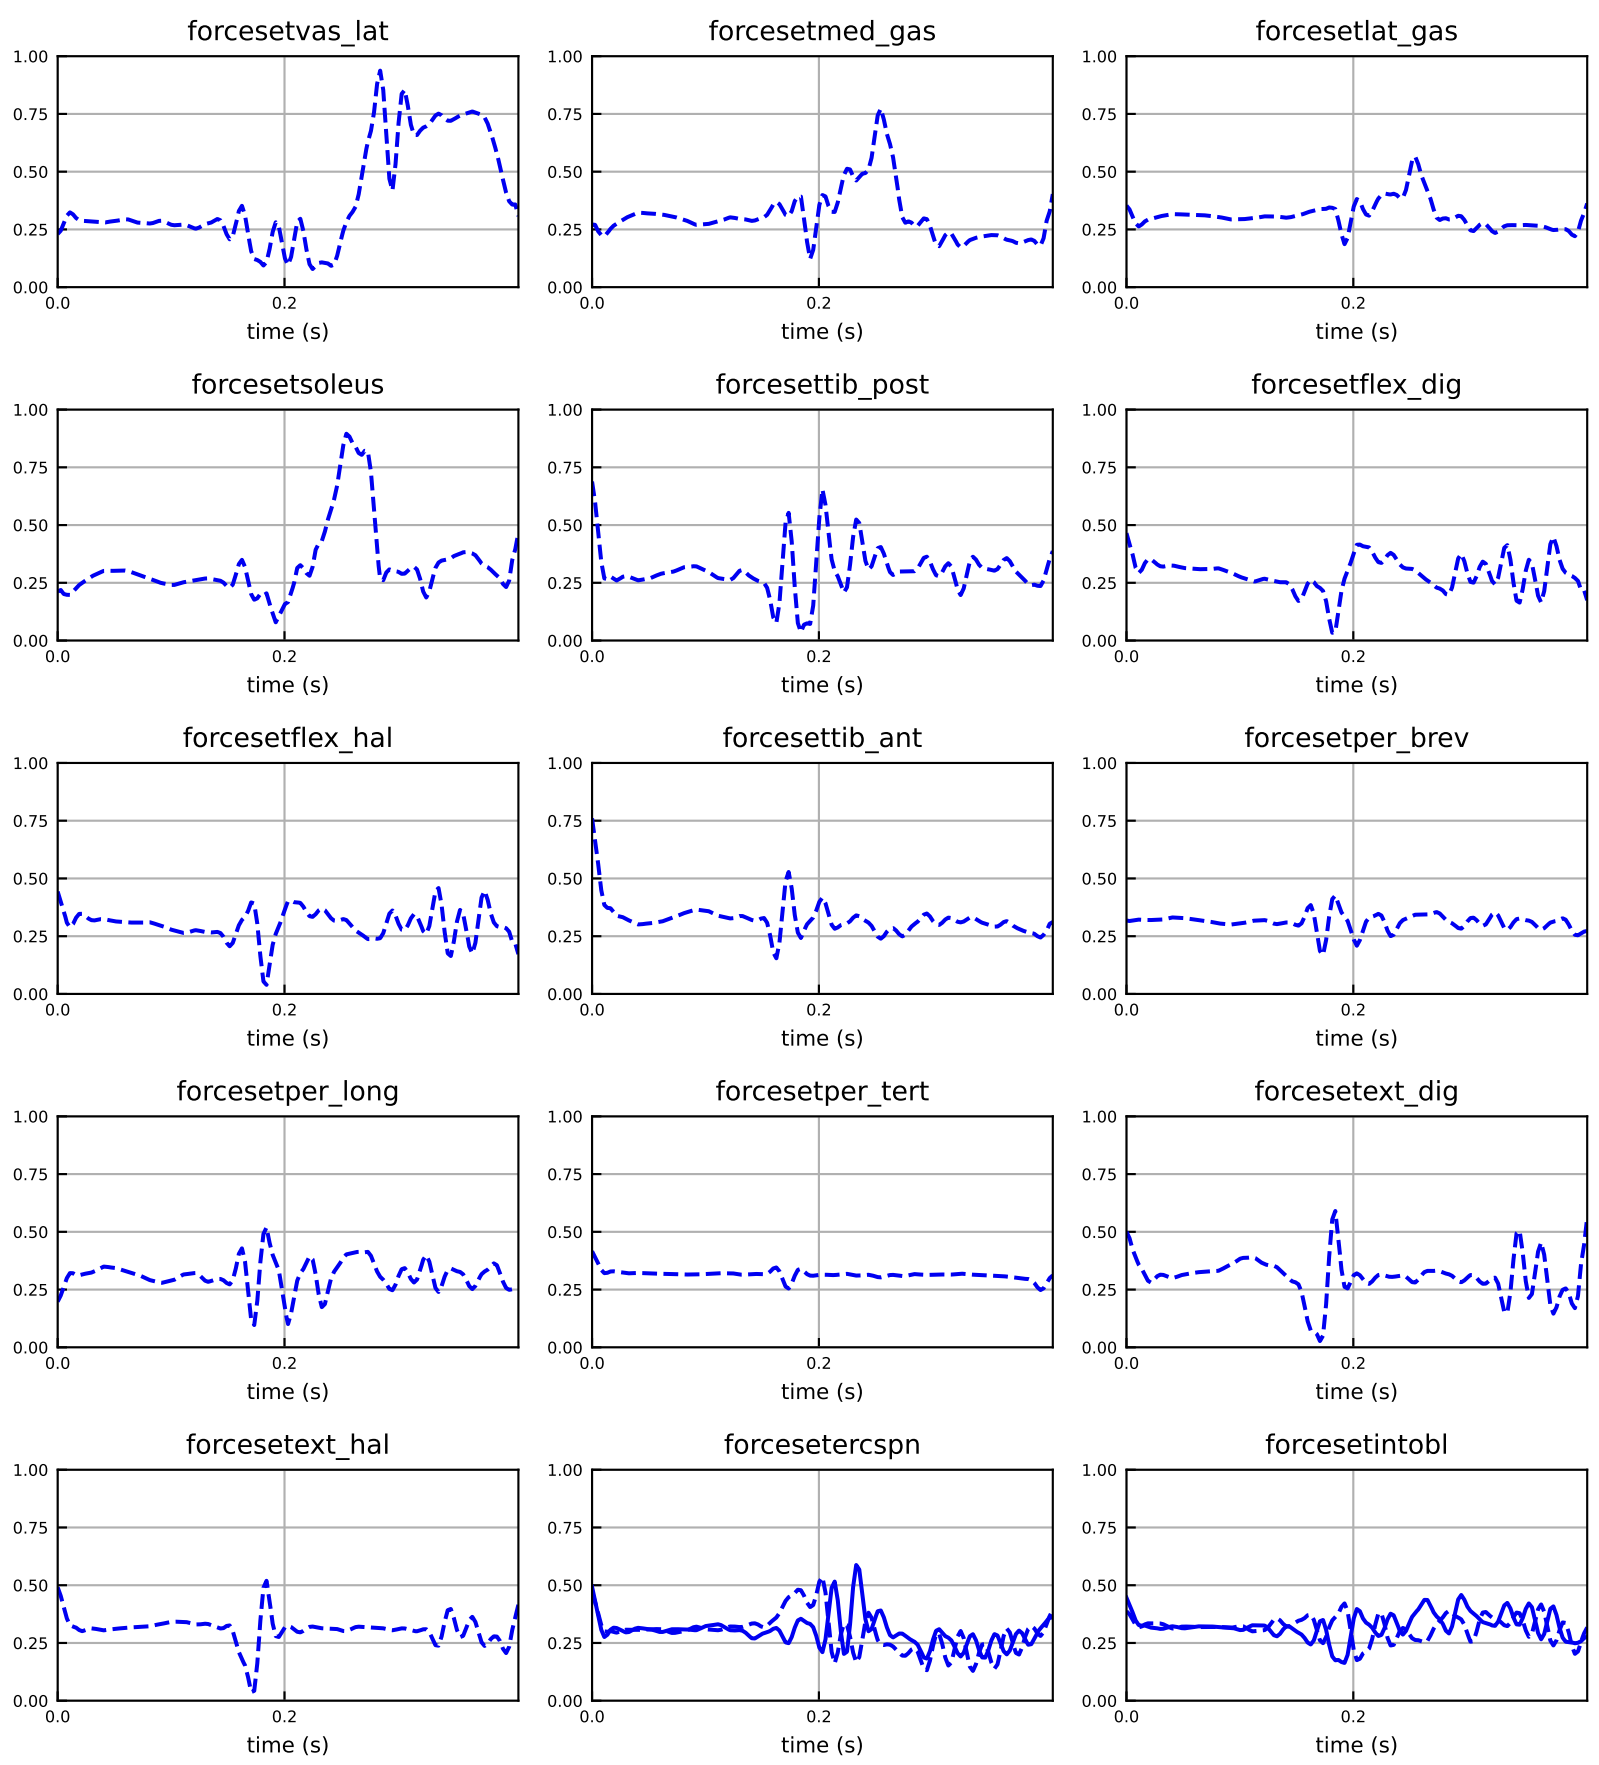 forcesetvas_lat forcesetmed_gas forcesetlat_gas
1.00 1.00 1.00
0.75 0.75 0.75
0.50 0.50 0.50
0.25 0.25 0.25
0.00 0.00 0.00
0.0 0.2 0.0 0.2 0.0 0.2
time (s) time (s) time (s)
forcesetsoleus forcesettib_post forcesetflex_dig
1.00 1.00 1.00
0.75 0.75 0.75
0.50 0.50 0.50
0.25 0.25 0.25
0.00 0.00 0.00
0.0 0.2 0.0 0.2 0.0 0.2
time (s) time (s) time (s)
forcesetflex_hal forcesettib_ant forcesetper_brev
1.00 1.00 1.00
0.75 0.75 0.75
0.50 0.50 0.50
0.25 0.25 0.25
0.00 0.00 0.00
0.0 0.2 0.0 0.2 0.0 0.2
time (s) time (s) time (s)
forcesetper_long forcesetper_tert forcesetext_dig
1.00 1.00 1.00
0.75 0.75 0.75
0.50 0.50 0.50
0.25 0.25 0.25
0.00 0.00 0.00
0.0 0.2 0.0 0.2 0.0 0.2
time (s) time (s) time (s)
forcesetext_hal forcesetercspn forcesetintobl
1.00 1.00 1.00
0.75 0.75 0.75
0.50 0.50 0.50
0.25 0.25 0.25
0.00 0.00 0.00
0.0 0.2 0.0 0.2 0.0 0.2
time (s) time (s) time (s)